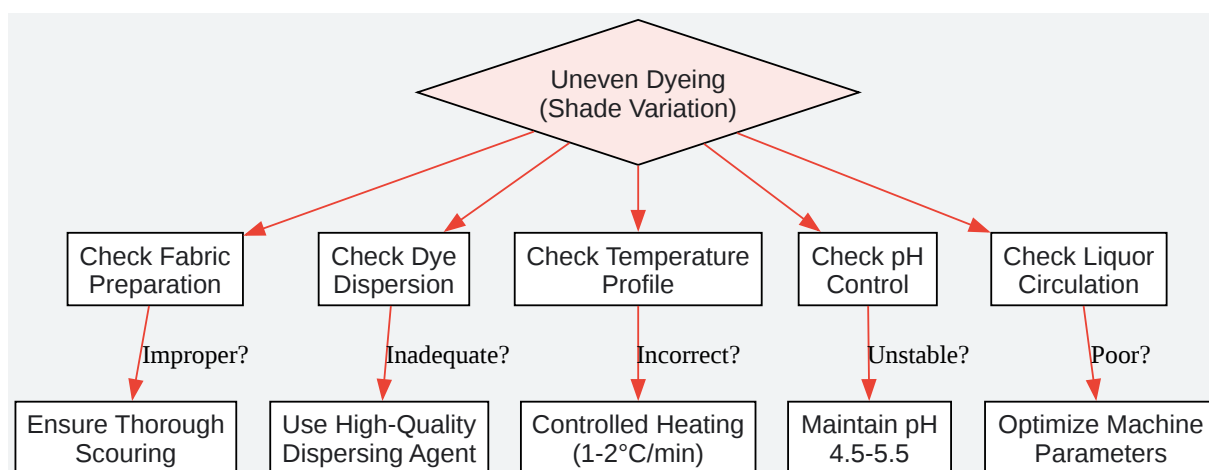 Uneven Dyeing
(Shade Variation)
Check Fabric
Preparation
Check Dye
Dispersion
Check Temperature
Profile
Check pH
Control
Check Liquor
Circulation
Improper?
Inadequate?
Incorrect?
Unstable?
Poor?
Ensure Thorough
Scouring
Use High-Quality
Dispersing Agent
Controlled Heating
(1-2°C/min)
Maintain pH
4.5-5.5
Optimize Machine
Parameters